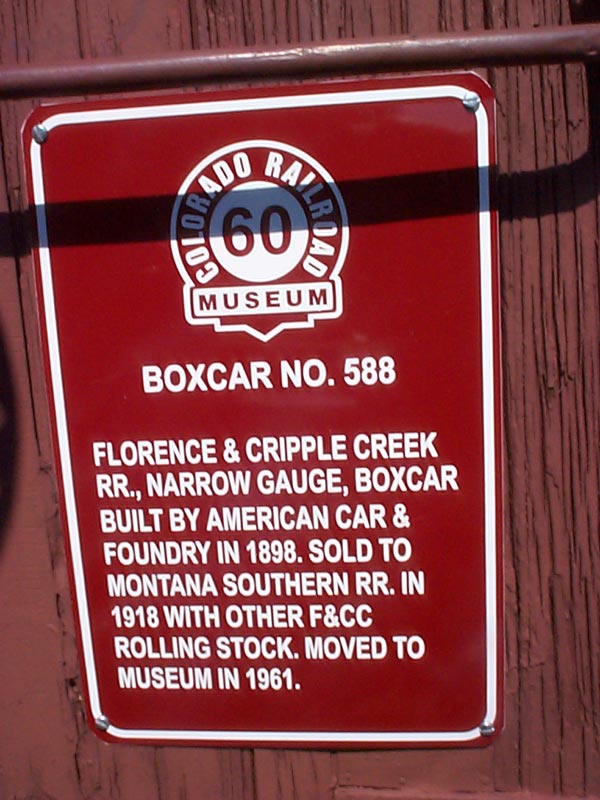 COLORADO RAILROAD
60
MUSEUM
BOXCAR NO. 588
FLORENCE & CRIPPLE CREEK
RR., NARROW GAUGE, BOXCAR
BUILT BY AMERICAN CAR &
FOUNDRY IN 1898. SOLD TO
MONTANA SOUTHERN RR. IN
1918 WITH OTHER F&CC
ROLLING STOCK. MOVED TO
MUSEUM IN 1961.